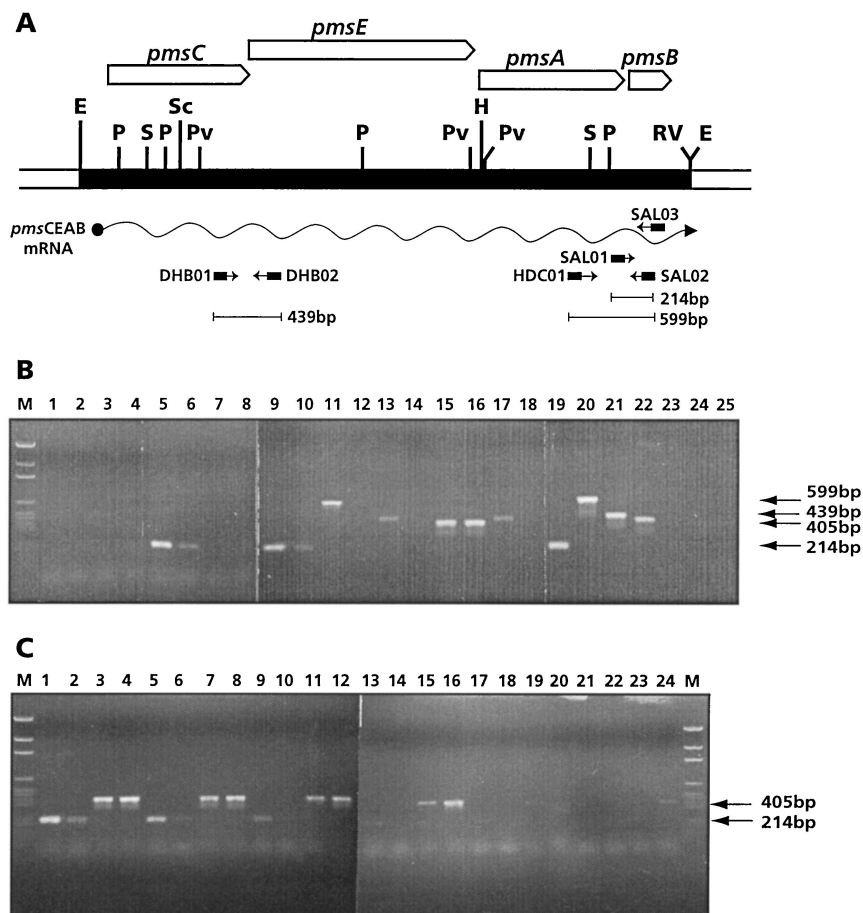 A
pmsC
pmsE
pmsA
pmsB
E
Sc
H
P
S
P
Pv
P
Pv
Pv
S
P
RV
E
pmsCEAB
mRNA
SAL03
SAL01
DHB01
DHB02
HDC01
SAL02
214bp
439bp
599bp
B
M 1 2 3 4 5 6 7 8 9 10 11 12 13 14 15 16 17 18 19 20 21 22 23 24 25
599bp
439bp
405bp
214bp
C
M 1 2 3 4 5 6 7 8 9 10 11 12 13 14 15 16 17 18 19 20 21 22 23 24 M
405bp
214bp